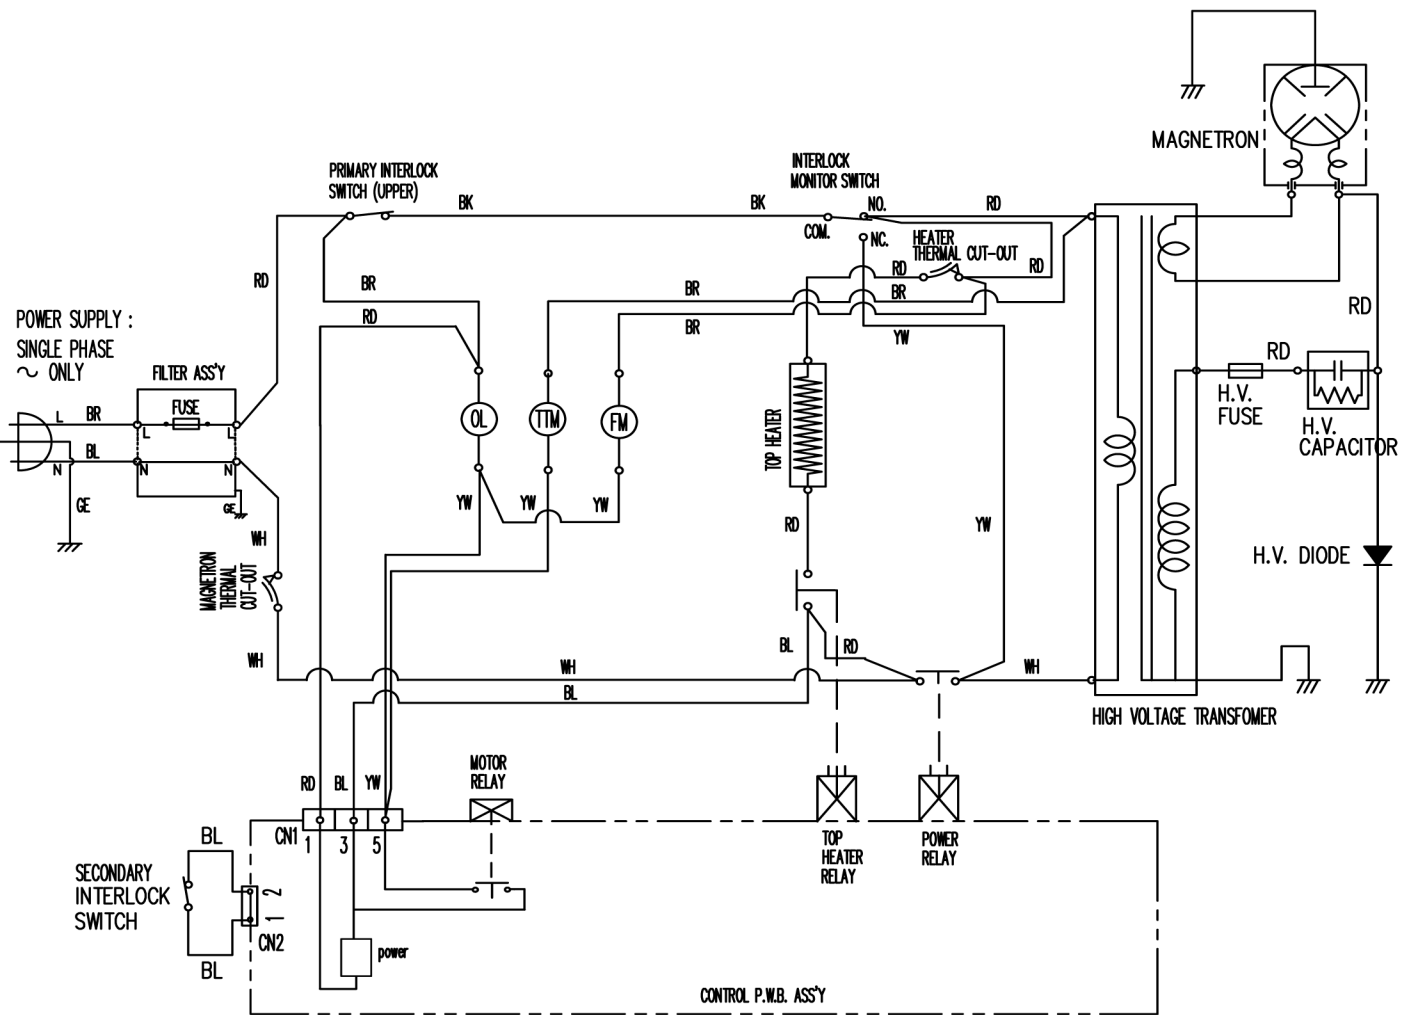 MAGNETRON
PRIMARY INTERLOCK
SWITCH (UPPER)
INTERLOCK
MONITOR SWITCH
BK
BK
NO.
RD
COM.
NC.
HEATER
THERMAL CUT-OUT
RD
RD
RD
BR
BR
BR
RD
BR
YW
RD
POWER SUPPLY :
SINGLE PHASE
~ ONLY
FILTER ASS'Y
FUSE
RD
H.V.
FUSE
H.V.
CAPACITOR
L
BR
L
L
BL
N
N
N
GE
GE
OL
TTM
FM
TOP HEATER
YW
YW
YW
RD
YW
WH
MAGNETRON
THERMAL
CUT-OUT
H.V. DIODE
BL
RD
WH
WH
WH
BL
HIGH VOLTAGE TRANSFOMER
RD
BL
YW
MOTOR
RELAY
CN1
1
3
5
TOP
HEATER
RELAY
POWER
RELAY
BL
SECONDARY
INTERLOCK
SWITCH
2
1
CN2
BL
power
CONTROL P.W.B. ASS'Y